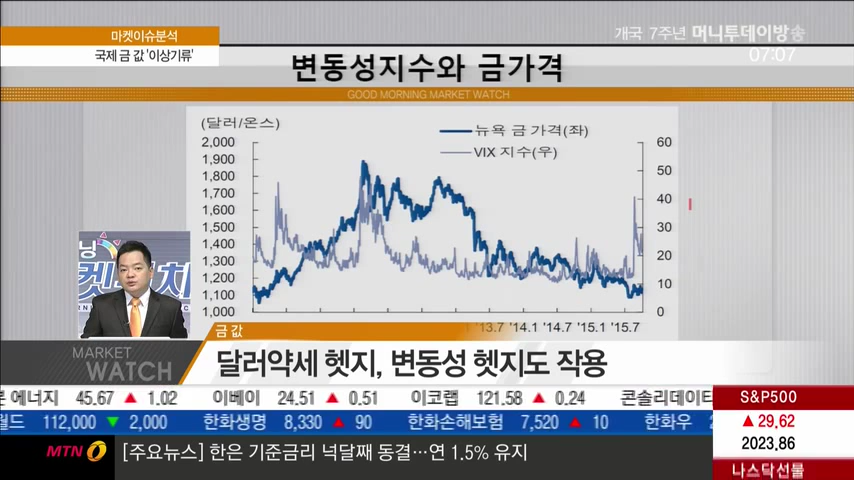 마켓이슈분석
국제 금 값 '이상기류'
개국 7주년 머니투데이방송
07:07
변동성지수와 금가격
GOOD MORNING MARKET WATCH
(달러/온스)
뉴욕 금 가격(좌)
VIX 지수(우)
2,000
1,900
1,800
1,700
1,600
1,500
1,400
1,300
1,200
1,100
1,000
60
50
40
30
20
10
0
'13.7 '14.1 '14.7 '15.1 '15.7
닝
켓
금 값
MARKET
WATCH
달러약세 헷지, 변동성 헷지도 작용
에너지 45.67 ▲ 1.02 이베이 24.51 ▲ 0.51 이코랩 121.58 ▲ 0.24 콘솔리데이티
월드 112,000 ▼ 2,000 한화생명 8,330 ▲ 90 한화손해보험 7,520 ▲ 10 한화우
S&P500
▲ 29.62
2023.86
나스닥선물
MTN
[주요뉴스] 한은 기준금리 넉달째 동결…연 1.5% 유지